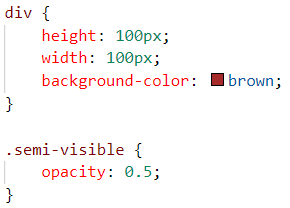 div {
    height: 100px;
    width: 100px;
    background-color: brown;
}

.semi-visible {
    opacity: 0.5;
}